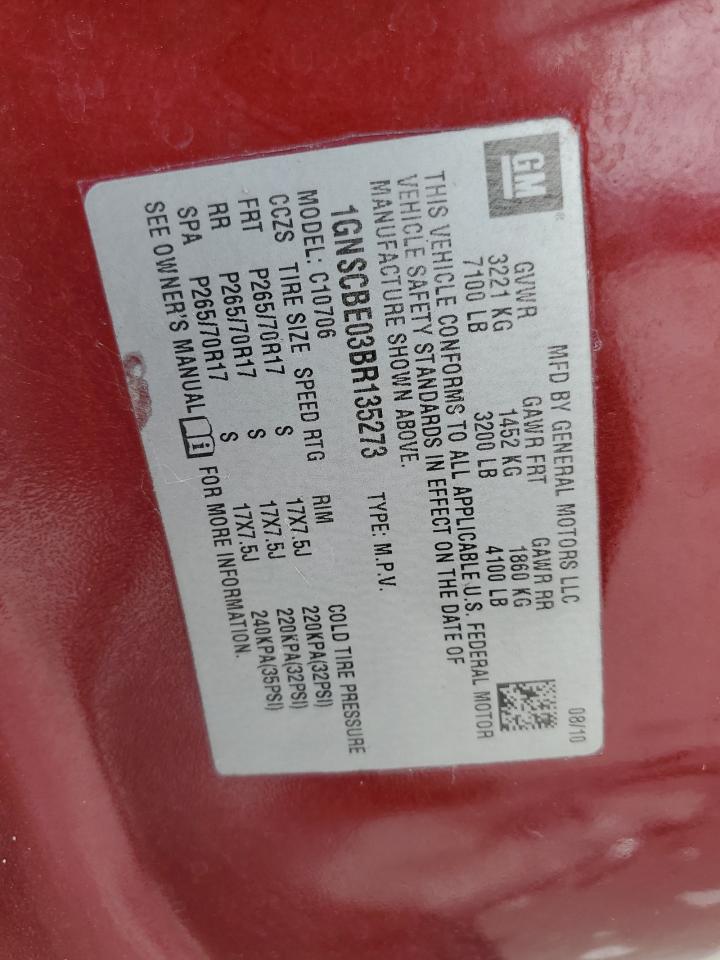 GM®
MFD BY GENERAL MOTORS LLC
08/10
GVWR GAWR FRT GAWR RR
3221 KG 1452 KG 1860 KG
7100 LB 3200 LB 4100 LB
THIS VEHICLE CONFORMS TO ALL APPLICABLE U.S. FEDERAL MOTOR
VEHICLE SAFETY STANDARDS IN EFFECT ON THE DATE OF
MANUFACTURE SHOWN ABOVE.
1GNSCBE03BR135273 TYPE: M.P.V.
MODEL: C10706
CCZS TIRE SIZE SPEED RTG RIM COLD TIRE PRESSURE
FRT P265/70R17 S 17X7.5J 220KPA(32PSI)
RR P265/70R17 S 17X7.5J 220KPA(32PSI)
SPA P265/70R17 S 17X7.5J 240KPA(35PSI)
SEE OWNER'S MANUAL i FOR MORE INFORMATION.